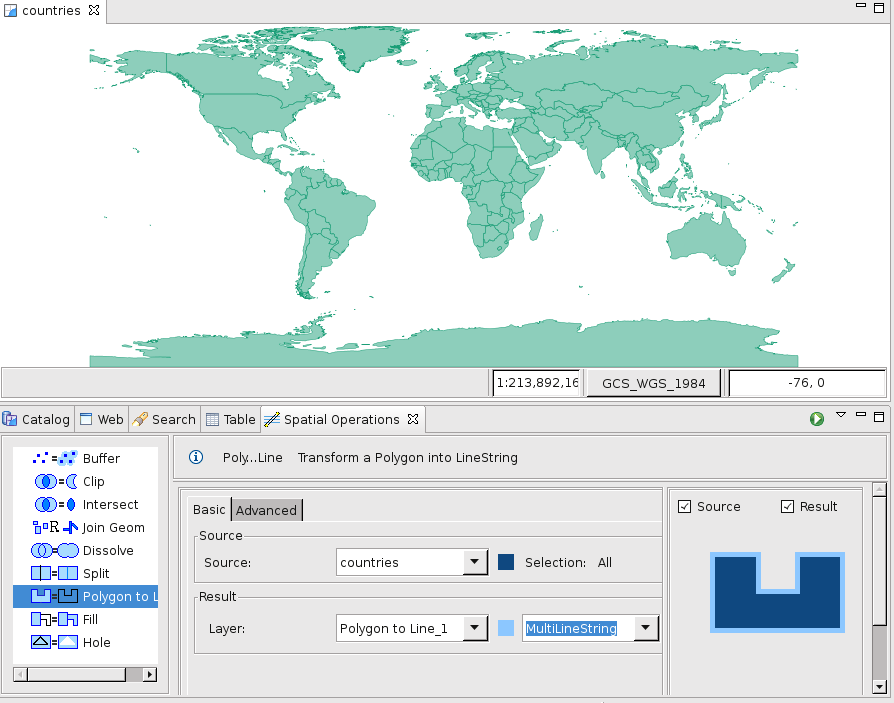 countries
1:213,892,16
GCS_WGS_1984
-76, 0
Catalog Web Search Table Spatial Operations
Buffer
Clip
Intersect
Join Geom
Dissolve
Split
Polygon to L
Fill
Hole
Poly...Line Transform a Polygon into LineString
Basic Advanced
Source
Source: countries Selection: All
Result
Layer: Polygon to Line_1 MultiLineString
Source Result